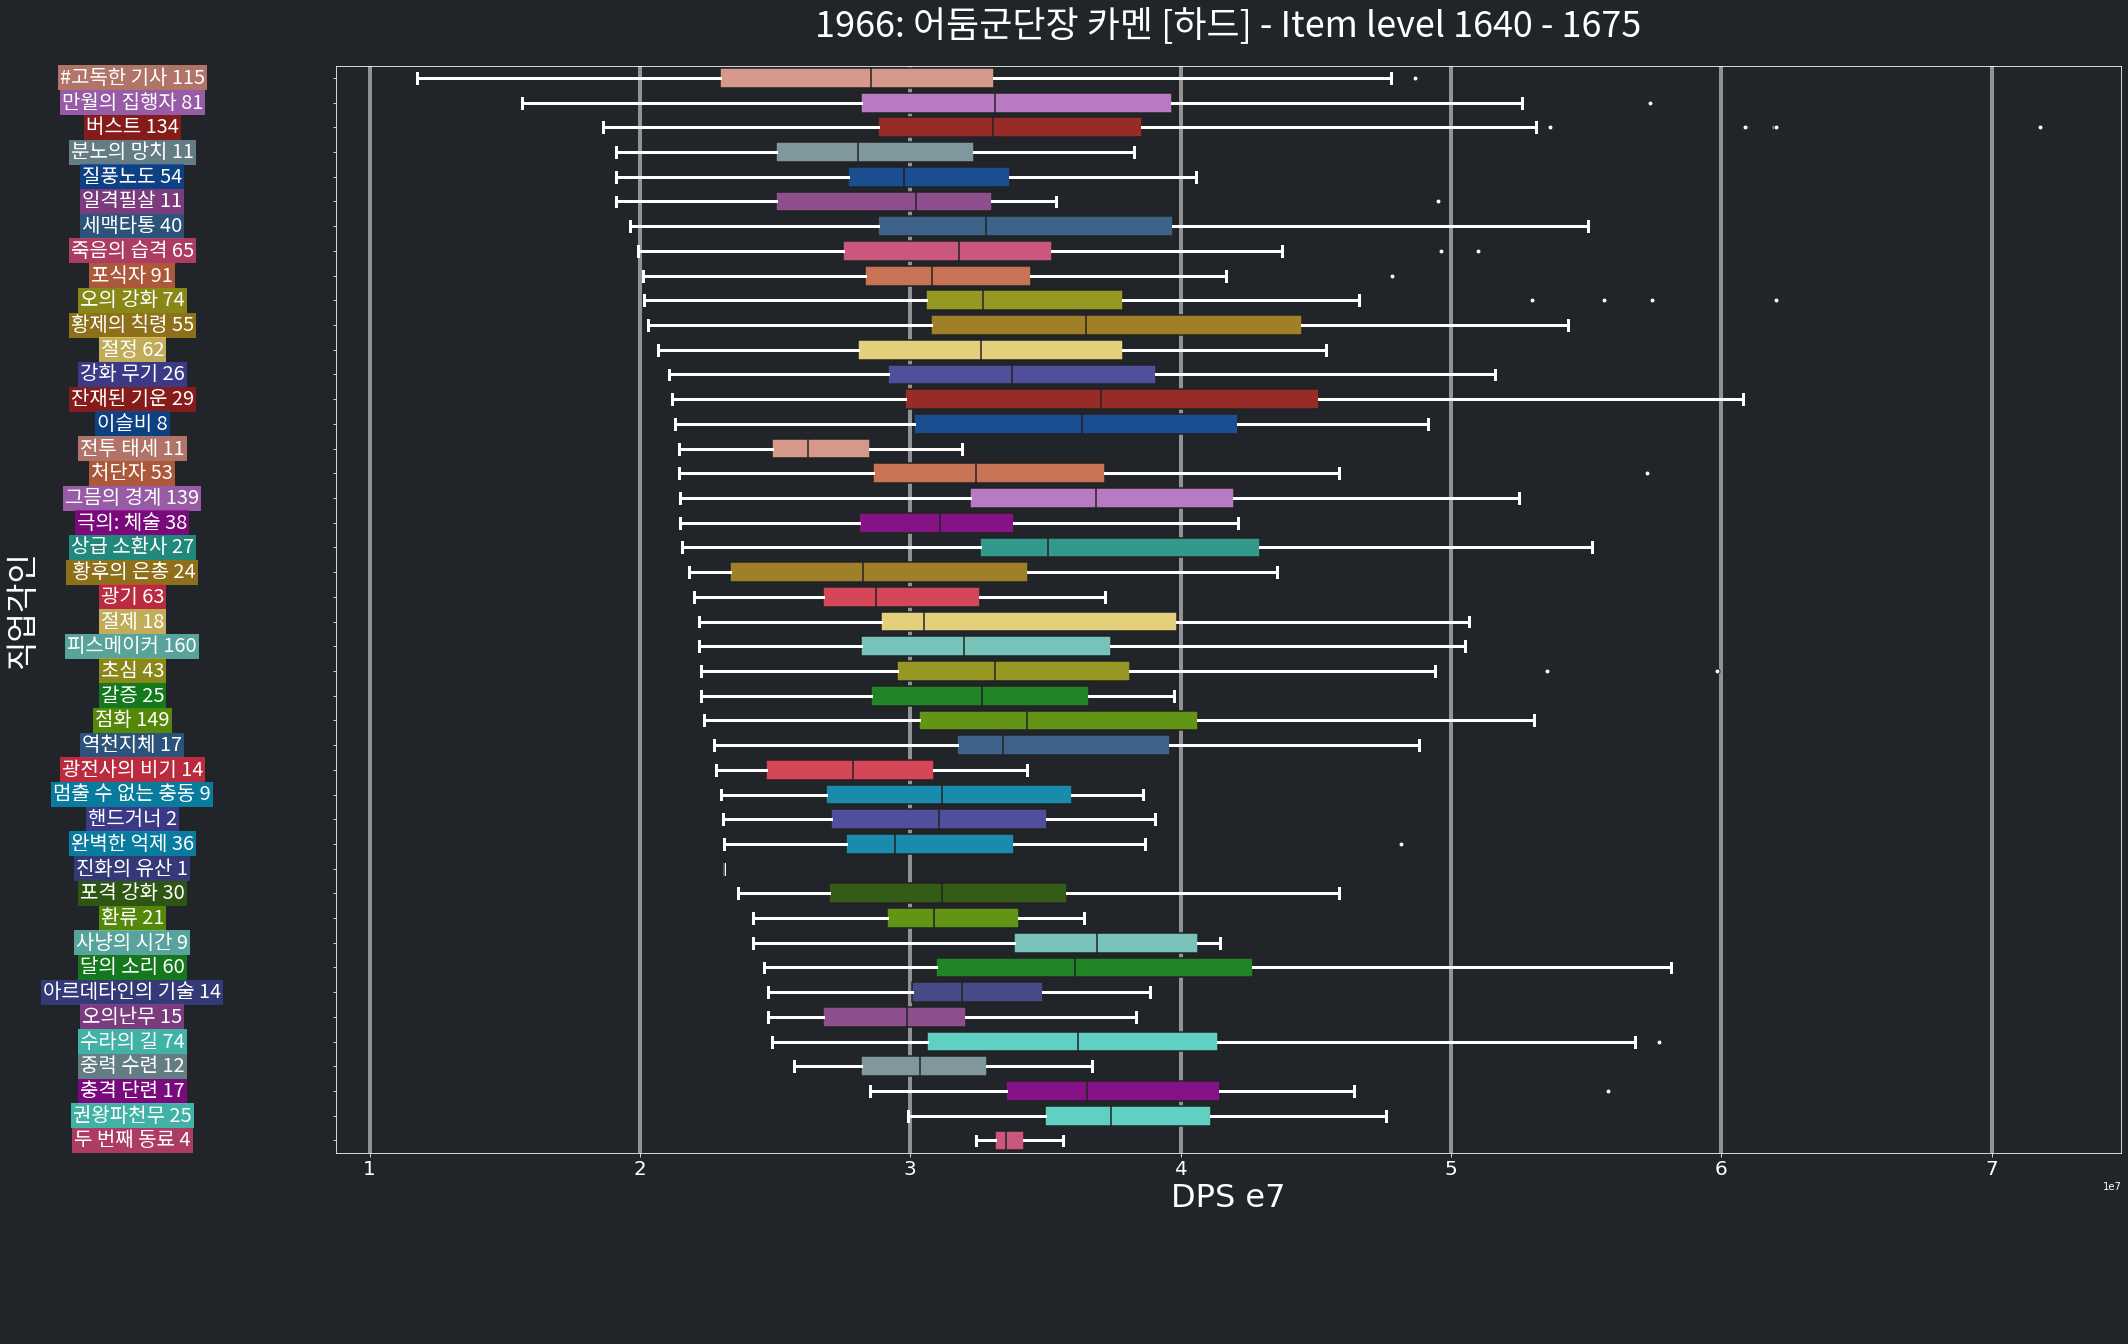 1966: 어둠군단장 카멘 [하드] - Item level 1640 - 1675
#고독한 기사 115
만월의 집행자 81
버스트 134
분노의 망치 11
질풍노도 54
일격필살 11
세맥타통 40
죽음의 습격 65
포식자 91
오의 강화 74
황제의 칙령 55
절정 62
강화 무기 26
잔재된 기운 29
이슬비 8
전투 태세 11
처단자 53
그믐의 경계 139
극의: 체술 38
상급 소환사 27
황후의 은총 24
광기 63
절제 18
피스메이커 160
초심 43
갈증 25
점화 149
역천지체 17
광전사의 비기 14
멈출 수 없는 충동 9
핸드거너 2
완벽한 억제 36
진화의 유산 1
포격 강화 30
환류 21
사냥의 시간 9
달의 소리 60
아르데타인의 기술 14
오의난무 15
수라의 길 74
중력 수련 12
충격 단련 17
권왕파천무 25
두 번째 동료 4
직업각인
1 2 3 4 5 6 7
1e7
DPS e7